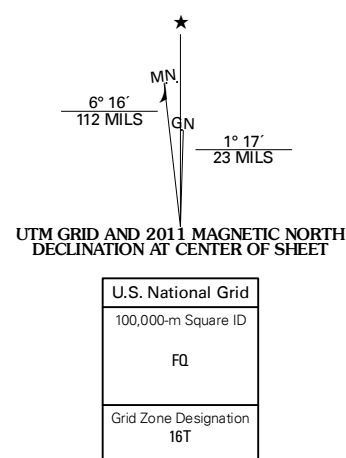 ★
MN.
6° 16´
112 MILS
GN
1° 17´
23 MILS
UTM GRID AND 2011 MAGNETIC NORTH
DECLINATION AT CENTER OF SHEET
U.S. National Grid
100,000-m Square ID
FQ
Grid Zone Designation
16T